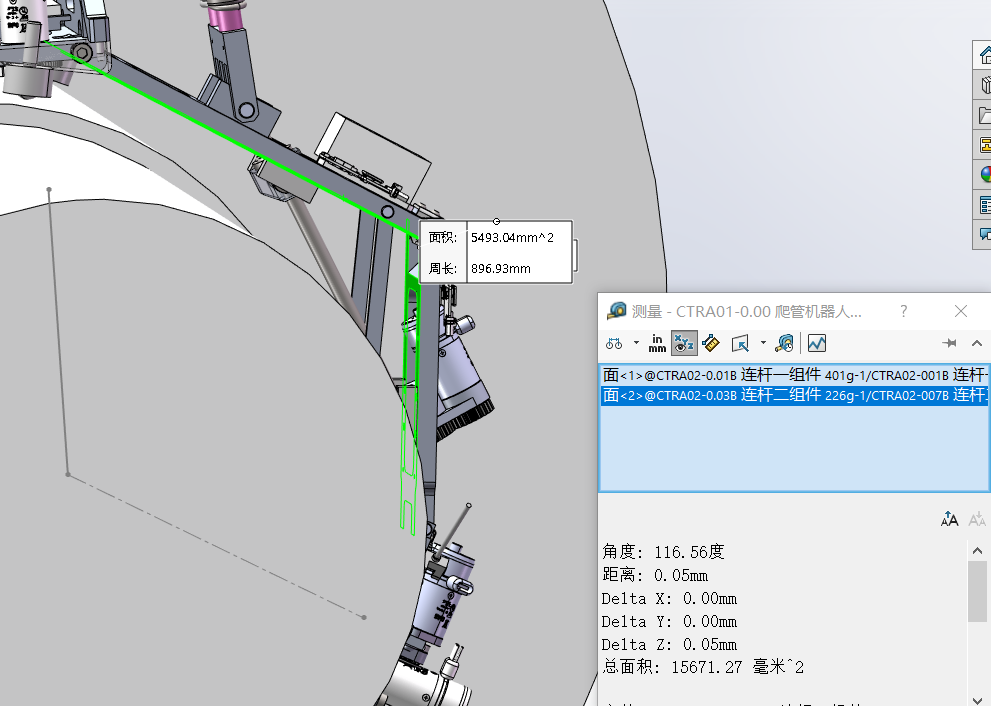 面积: 5493.04mm^2
周长: 896.93mm
测量 - CTRA01-0.00 爬管机器人...
?
in
mm
面<1>@CTRA02-0.01B 连杆一组件 401g-1/CTRA02-001B 连杆一
面<2>@CTRA02-0.03B 连杆二组件 226g-1/CTRA02-007B 连杆二
角度: 116.56度
距离: 0.05mm
Delta X: 0.00mm
Delta Y: 0.00mm
Delta Z: 0.05mm
总面积: 15671.27 毫米^2